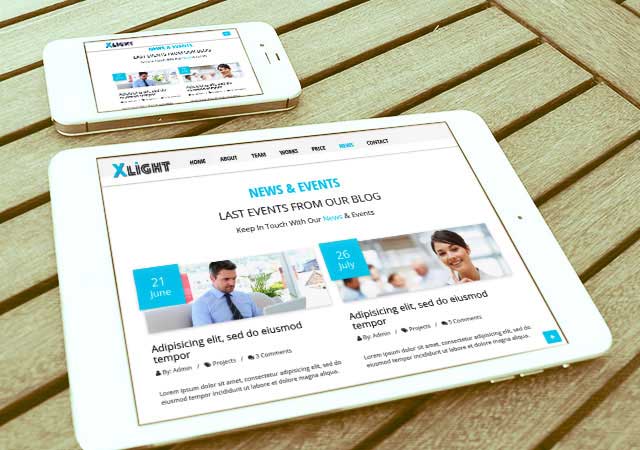 XLIGHT
NEWS & EVENTS
LAST EVENTS FROM OUR BLOG
XLIGHT HOME ABOUT TEAM WORKS PRICE NEWS CONTACT
NEWS & EVENTS
LAST EVENTS FROM OUR BLOG
Keep In Touch With Our News & Events
21
June
Adipisicing elit, sed do eiusmod
tempor
By: Admin / Projects / 5 Comments
Lorem ipsum dolor sit amet, consectetur adipisicing elit, sed do
eiusmod tempor incididunt ut labore et dolore magna aliqua.
26
July
Adipisicing elit, sed do eiusmod
tempor
By: Admin / Projects / 5 Comments
Lorem ipsum dolor sit amet, consectetur adipisicing elit, sed do
eiusmod tempor incididunt ut labore et dolore magna aliqua.